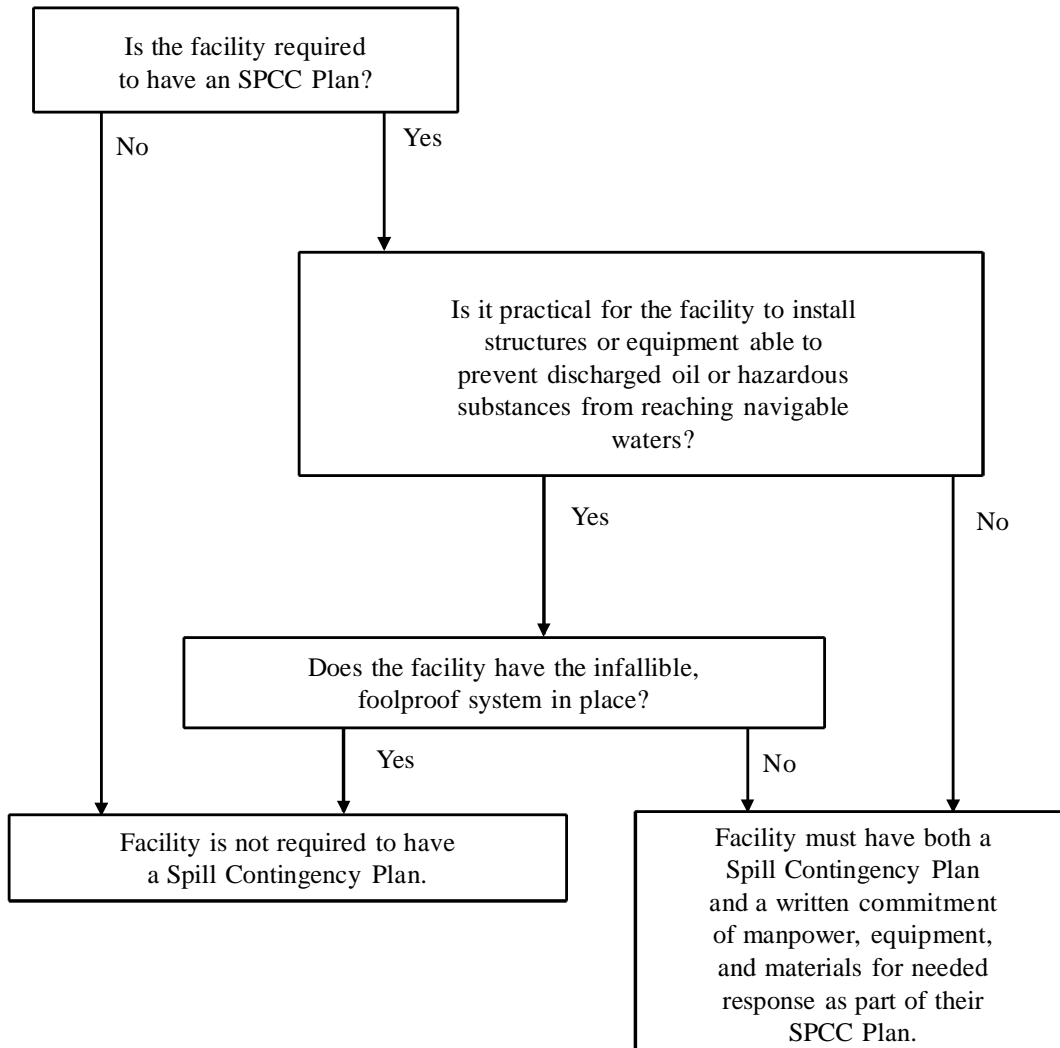 Is the facility required
to have an SPCC Plan?
No
Yes
Is it practical for the facility to install
structures or equipment able to
prevent discharged oil or hazardous
substances from reaching navigable
waters?
Yes
No
Does the facility have the infallible,
foolproof system in place?
Yes
No
Facility is not required to have
a Spill Contingency Plan.
Facility must have both a
Spill Contingency Plan
and a written commitment
of manpower, equipment,
and materials for needed
response as part of their
SPCC Plan.